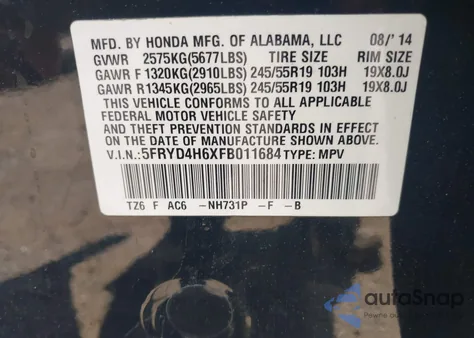 MFD. BY HONDA MFG. OF ALABAMA, LLC 08/' 14
GVWR 2575KG(5677LBS) TIRE SIZE RIM SIZE
GAWR F 1320KG(2910LBS) 245/55R19 103H 19X8.0J
GAWR R 1345KG(2965LBS) 245/55R19 103H 19X8.0J
THIS VEHICLE CONFORMS TO ALL APPLICABLE
FEDERAL MOTOR VEHICLE SAFETY
STANDARDS IN EFFECT ON THE
DATE OF MANUFACTURE SHOWN ABOVE.
V.I.N.: 5FRYD4H6XFB011684 TYPE: MPV
TZ6 F AC6 -NH731P -F -B
autoSnap